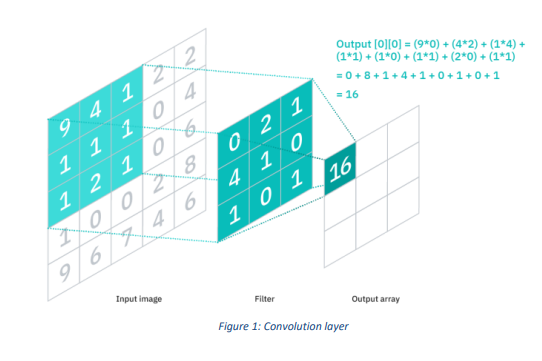 Output [0][0] = (9*0) + (4*2) + (1*4) +
(1*1) + (1*0) + (1*1) + (2*0) + (1*1)
= 0 + 8 + 1 + 4 + 1 + 0 + 1 + 0 + 1
= 16
9 4 1 2 2
1 1 1 0 4
1 2 1 0 6
1 0 0 2 8
9 6 7 4 6
0 2 1
4 1 0
1 0 1
16
Input image
Filter
Output array
Figure 1: Convolution layer